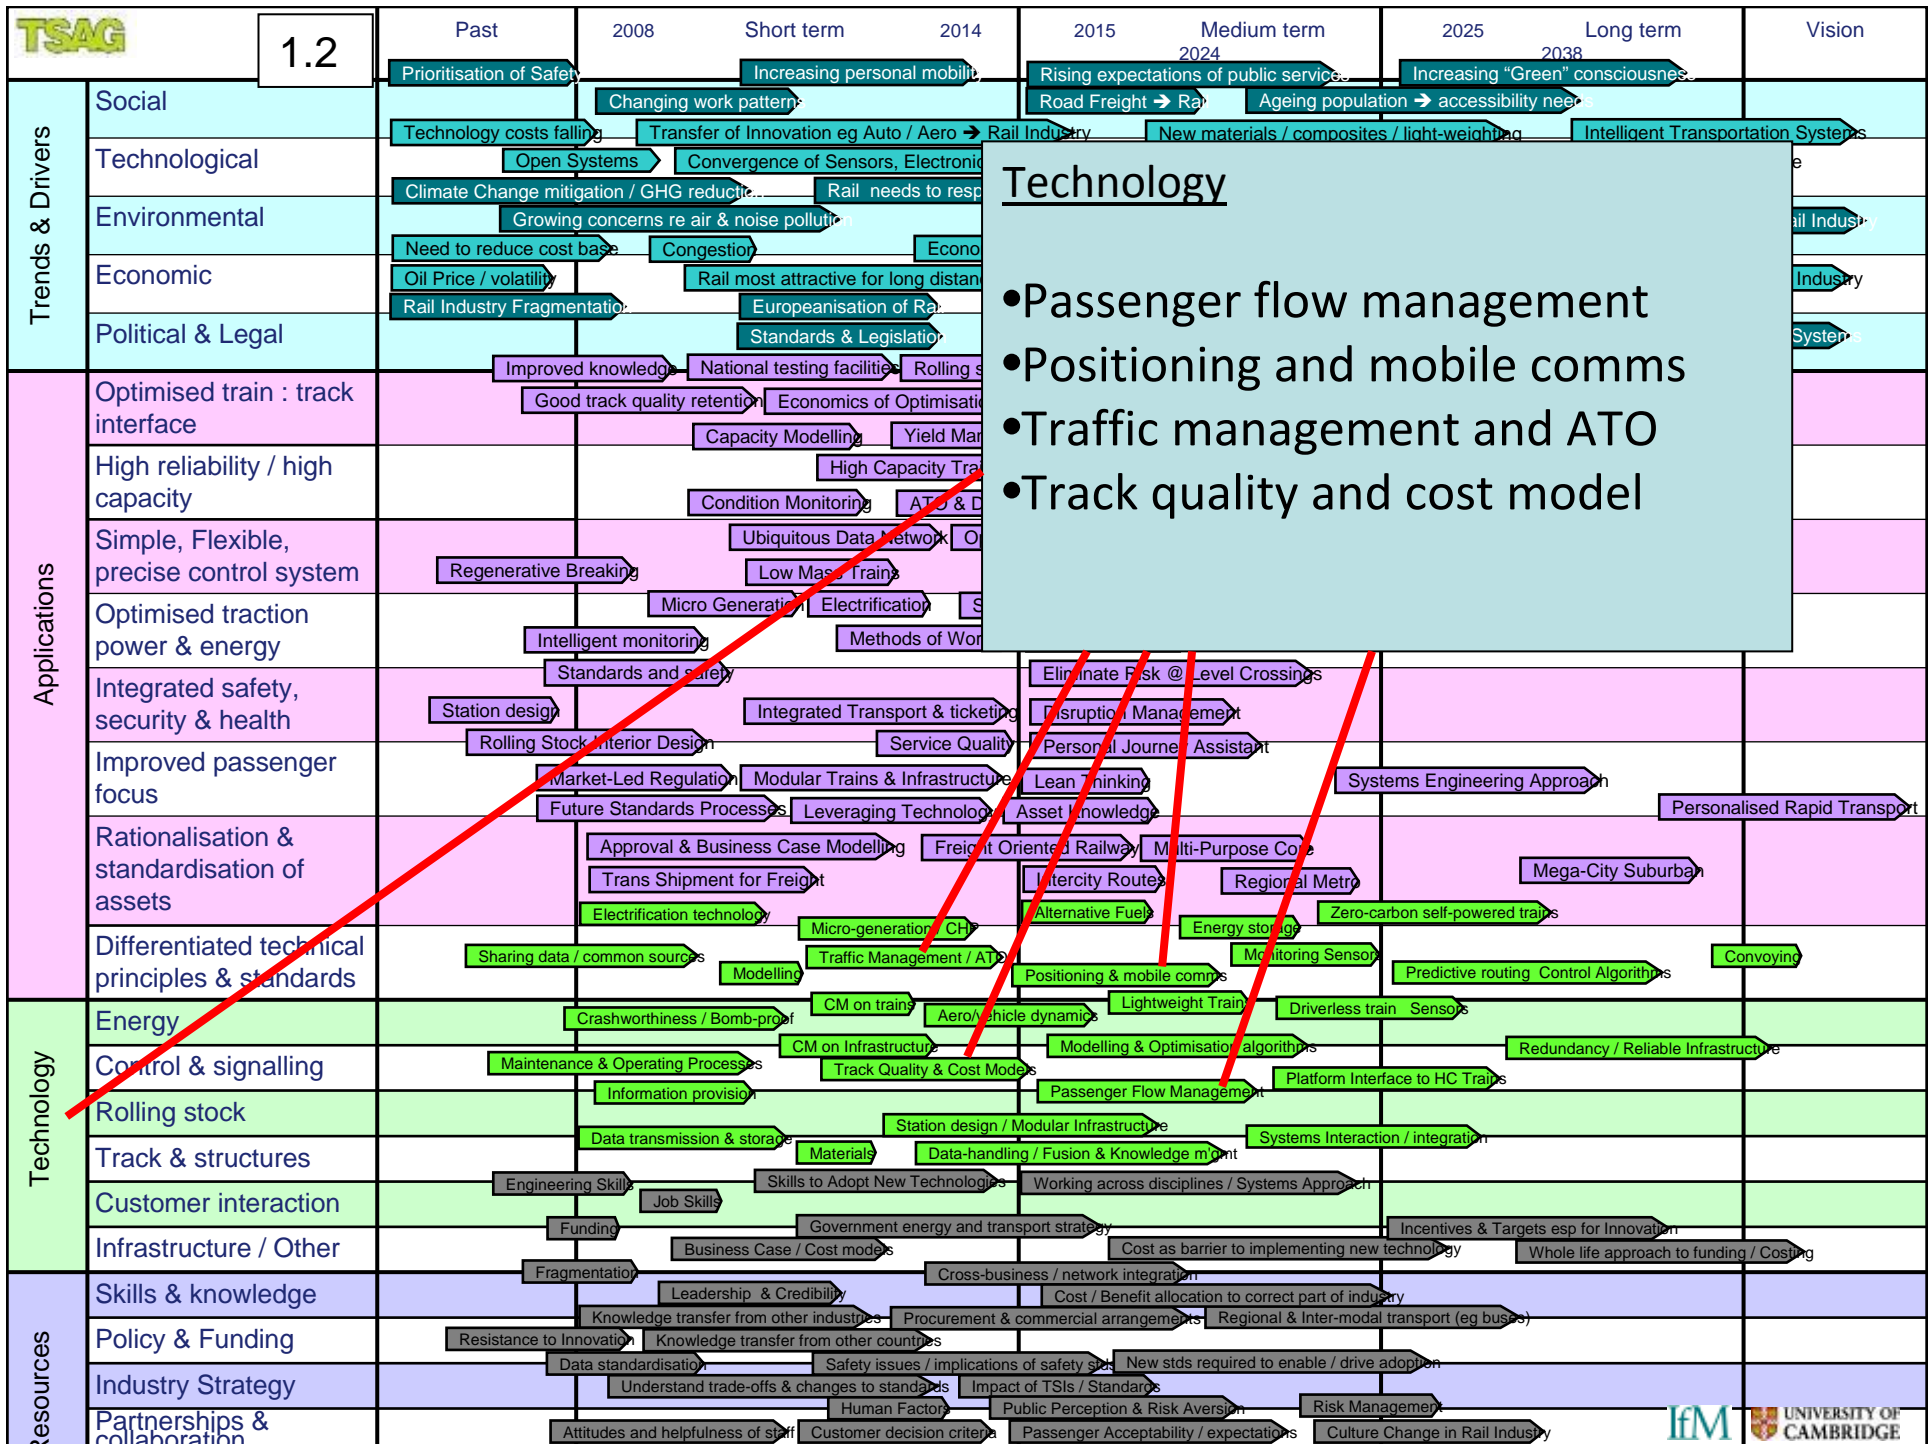 TSAG
1.2
Past
2008
Short term
2014
2015
Medium term
2024
2025
Long term
2038
Vision
Prioritisation of Safety
Increasing personal mobility
Rising expectations of public services
Increasing “Green” consciousness
Trends & Drivers
Social
Changing work patterns
Road Freight ➔ Rail
Ageing population ➔ accessibility needs
Technology costs falling
Transfer of Innovation eg Auto / Aero ➔ Rail Industry
New materials / composites / light-weighting
Intelligent Transportation Systems
Technological
Open Systems
Convergence of Sensors, Electronic
e
Climate Change mitigation / GHG reduction
Rail needs to resp
Environmental
Growing concerns re air & noise pollution
ail Industry
Need to reduce cost base
Congestion
Econo
Economic
Oil Price / volatility
Rail most attractive for long distan
Industry
Rail Industry Fragmentation
Europeanisation of Rail
Political & Legal
Standards & Legislation
Systems
Technology
•Passenger flow management
•Positioning and mobile comms
•Traffic management and ATO
•Track quality and cost model
Applications
Improved knowledge
National testing facilities
Rolling s
Optimised train : track
interface
Good track quality retention
Economics of Optimisatio
Capacity Modelling
Yield Man
High reliability / high
capacity
High Capacity Trai
Condition Monitoring
ATO & D
Simple, Flexible,
precise control system
Ubiquitous Data Network
Regenerative Breaking
Low Mass Trains
Optimised traction
power & energy
Micro Generation
Electrification
S
Intelligent monitoring
Methods of Wor
Integrated safety,
security & health
Standards and safety
Eliminate Risk @ Level Crossings
Station design
Integrated Transport & ticketing
Disruption Management
Rolling Stock Interior Design
Service Quality
Personal Journey Assistant
Improved passenger
focus
Market-Led Regulation
Modular Trains & Infrastructure
Lean Thinking
Systems Engineering Approach
Future Standards Processes
Leveraging Technology
Asset Knowledge
Personalised Rapid Transport
Rationalisation &
standardisation of
assets
Approval & Business Case Modelling
Freight Oriented Railway
Multi-Purpose Core
Trans Shipment for Freight
Intercity Routes
Regional Metro
Mega-City Suburban
Electrification technology
Alternative Fuels
Zero-carbon self-powered trains
Micro-generation / CHP
Energy storage
Differentiated technical
principles & standards
Sharing data / common sources
Traffic Management / ATO
Monitoring Sensors
Convoying
Modelling
Positioning & mobile comms
Predictive routing Control Algorithms
Technology
Energy
CM on trains
Lightweight Train
Driverless train Sensors
Crashworthiness / Bomb-proof
Aero/vehicle dynamics
Control & signalling
CM on Infrastructure
Modelling & Optimisation algorithms
Redundancy / Reliable Infrastructure
Maintenance & Operating Processes
Track Quality & Cost Models
Platform Interface to HC Trains
Information provision
Passenger Flow Management
Rolling stock
Station design / Modular Infrastructure
Data transmission & storage
Systems Interaction / integration
Track & structures
Materials
Data-handling / Fusion & Knowledge m'gmt
Engineering Skills
Skills to Adopt New Technologies
Working across disciplines / Systems Approach
Customer interaction
Job Skills
Funding
Government energy and transport strategy
Incentives & Targets esp for Innovation
Infrastructure / Other
Business Case / Cost models
Cost as barrier to implementing new technology
Whole life approach to funding / Costing
Resources
Fragmentation
Cross-business / network integration
Skills & knowledge
Leadership & Credibility
Cost / Benefit allocation to correct part of industry
Knowledge transfer from other industries
Procurement & commercial arrangements
Regional & Inter-modal transport (eg buses)
Policy & Funding
Resistance to Innovation
Knowledge transfer from other countries
Data standardisation
Safety issues / implications of safety stds
New stds required to enable / drive adoption
Industry Strategy
Understand trade-offs & changes to standards
Impact of TSIs / Standards
Human Factors
Public Perception & Risk Aversion
Risk Management
Partnerships &
collaboration
Attitudes and helpfulness of staff
Customer decision criteria
Passenger Acceptability / expectations
Culture Change in Rail Industry
IfM
UNIVERSITY OF
CAMBRIDGE